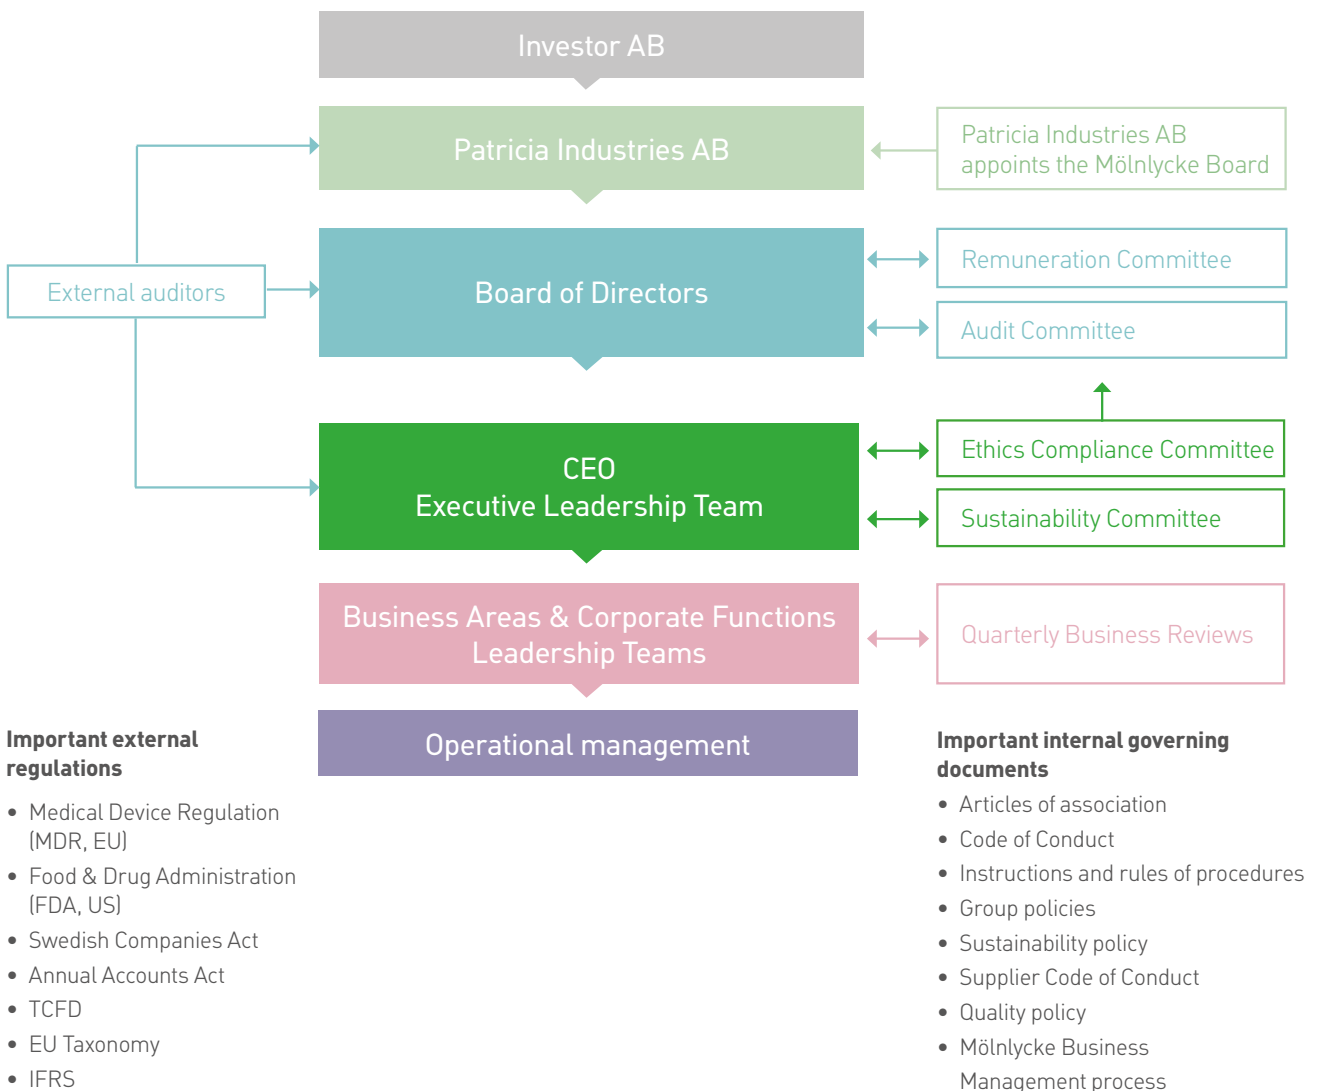 Investor AB
Patricia Industries AB
Patricia Industries AB
appoints the Mölnlycke Board
External auditors
Board of Directors
Remuneration Committee
Audit Committee
CEO
Executive Leadership Team
Ethics Compliance Committee
Sustainability Committee
Business Areas & Corporate Functions
Leadership Teams
Quarterly Business Reviews
Operational management
Important external
regulations
• Medical Device Regulation
(MDR, EU)
• Food & Drug Administration
(FDA, US)
• Swedish Companies Act
• Annual Accounts Act
• TCFD
• EU Taxonomy
• IFRS
Important internal governing
documents
• Articles of association
• Code of Conduct
• Instructions and rules of procedures
• Group policies
• Sustainability policy
• Supplier Code of Conduct
• Quality policy
• Mölnlycke Business
Management process